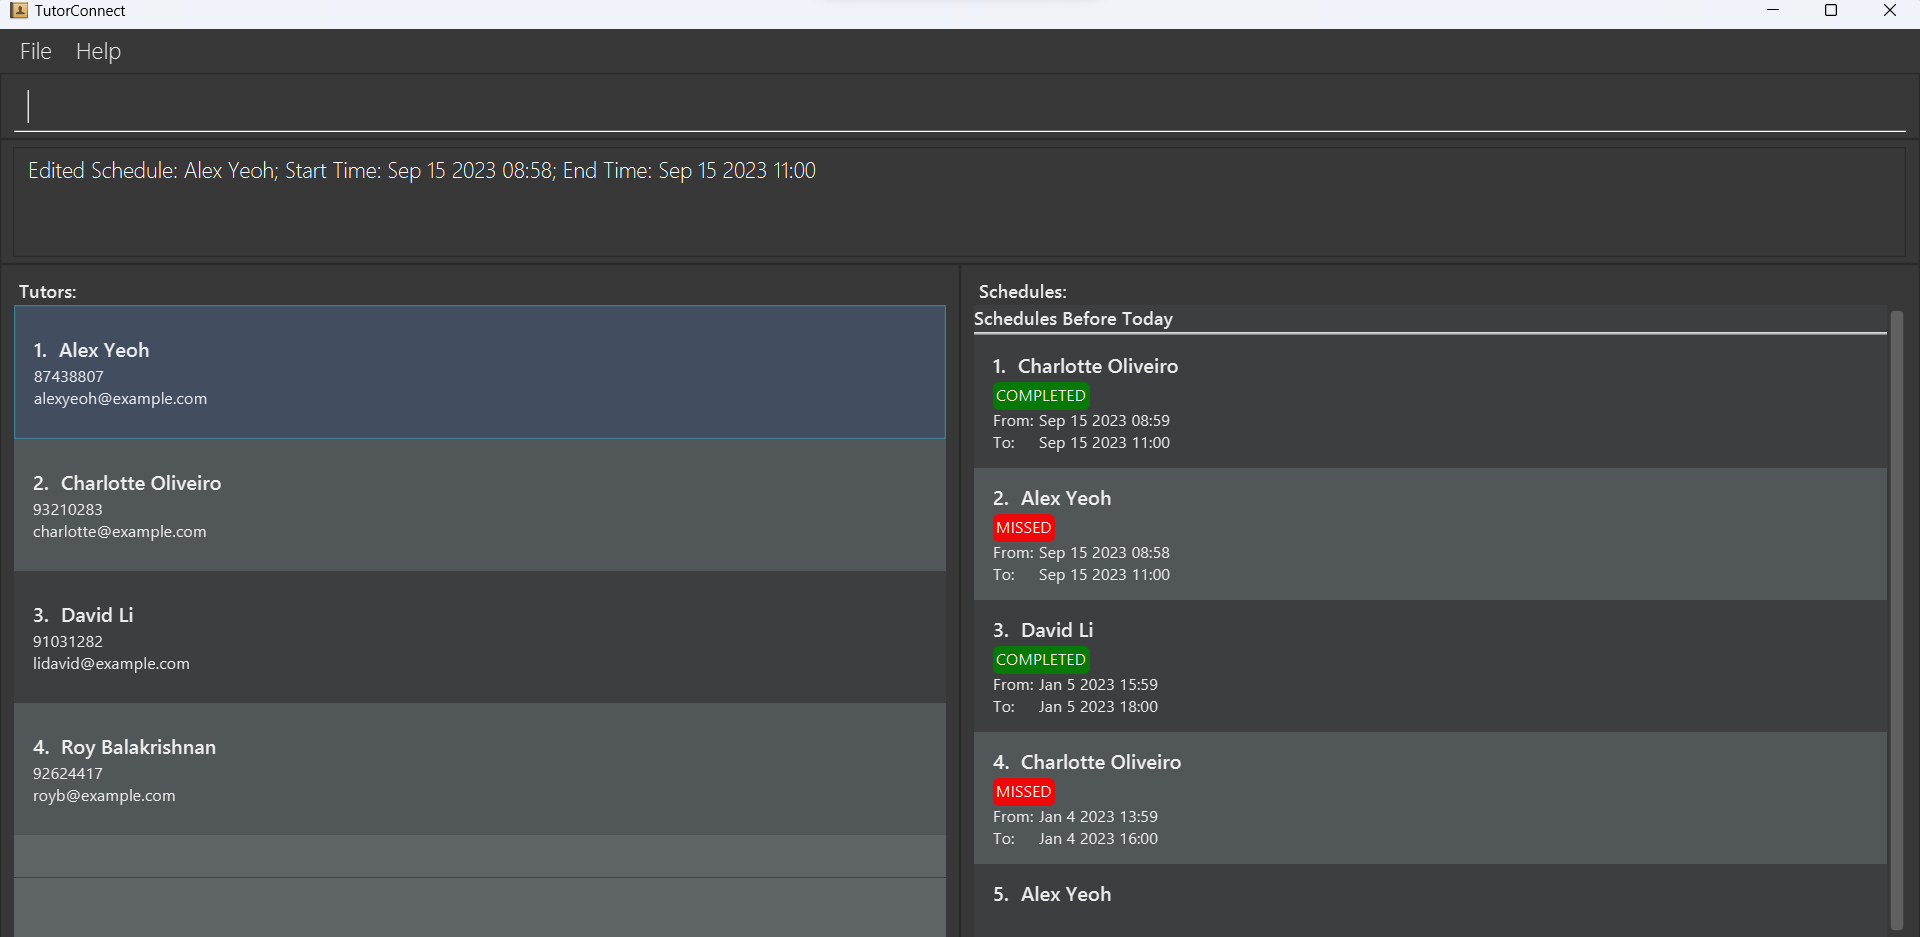 TutorConnect
File Help
Edited Schedule: Alex Yeoh; Start Time: Sep 15 2023 08:58; End Time: Sep 15 2023 11:00
Tutors:
1. Alex Yeoh
87438807
alexyeoh@example.com
2. Charlotte Oliveiro
93210283
charlotte@example.com
3. David Li
91031282
lidavid@example.com
4. Roy Balakrishnan
92624417
royb@example.com
Schedules:
Schedules Before Today
1. Charlotte Oliveiro
COMPLETED
From: Sep 15 2023 08:59
To: Sep 15 2023 11:00
2. Alex Yeoh
MISSED
From: Sep 15 2023 08:58
To: Sep 15 2023 11:00
3. David Li
COMPLETED
From: Jan 5 2023 15:59
To: Jan 5 2023 18:00
4. Charlotte Oliveiro
MISSED
From: Jan 4 2023 13:59
To: Jan 4 2023 16:00
5. Alex Yeoh